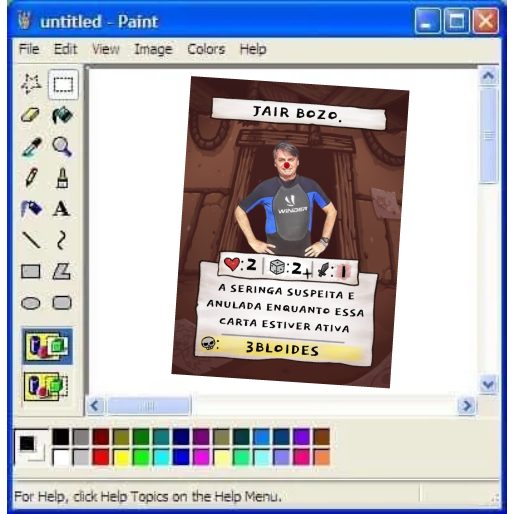 untitled - Paint
File Edit View Image Colors Help
A
JAIR BOZO.
WINDER
:2 :2+ :1
A SERINGA SUSPEITA E
ANULADA ENQUANTO ESSA
CARTA ESTIVER ATIVA
: 3BLOIDES
For Help, click Help Topics on the Help Menu.